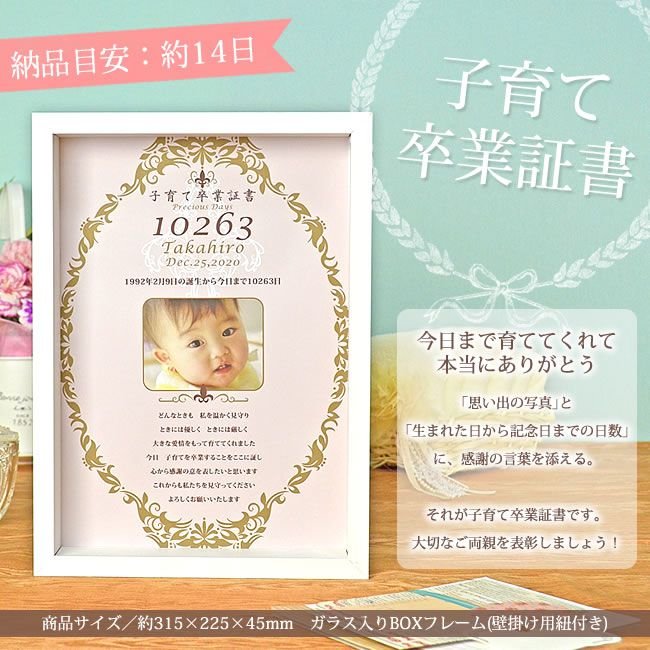 納品目安：約14日
子育て
卒業証書
子育て卒業証書
Precious Days
10263
Takahiro
Dec.25,2020
1992年2月9日の誕生から今日まで10263日
どんなときも　私を温かく見守り
ときには優しく　ときには厳しく
大きな愛情をもって育ててくれました
今日　子育てを卒業することをここに証し
心から感謝の意を表したいと思います
これからも私たちを見守ってください
よろしくお願いいたします
今日まで育ててくれて
本当にありがとう
「思い出の写真」と
「生まれた日から記念日までの日数」
に、感謝の言葉を添える。
それが子育て卒業証書です。
大切なご両親を表彰しましょう！
商品サイズ／約315×225×45mm　ガラス入りBOXフレーム(壁掛け用紐付き)